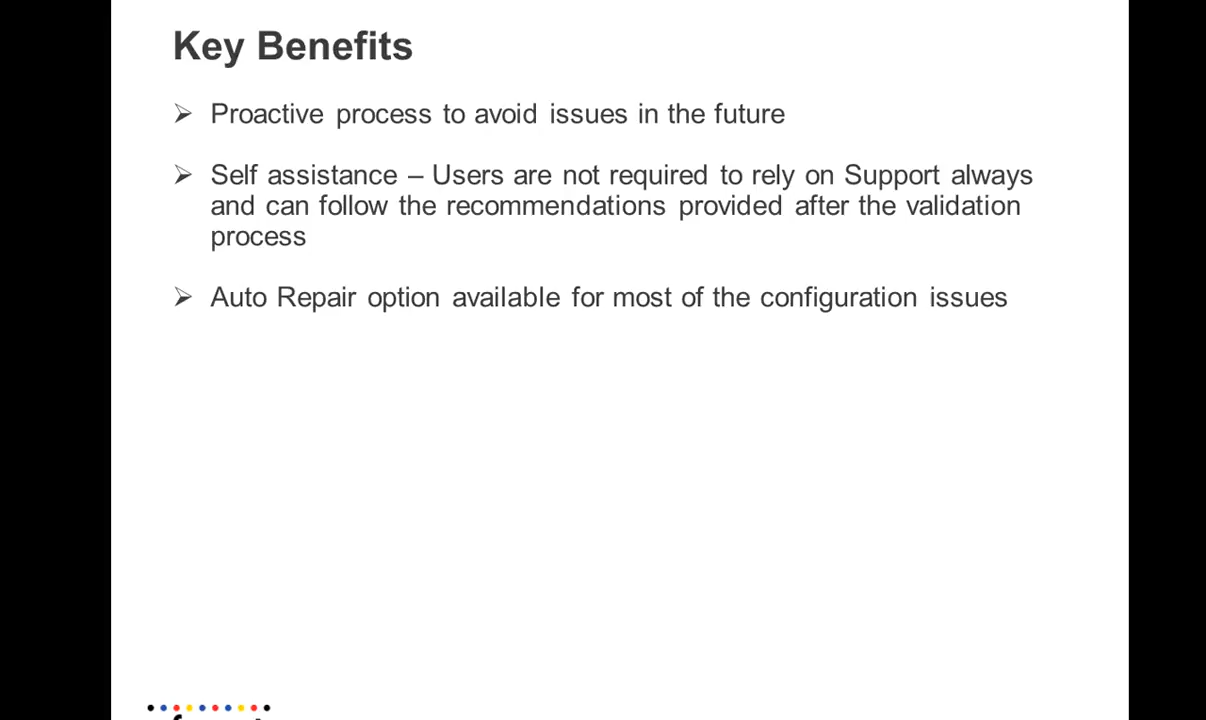 Key Benefits
Proactive process to avoid issues in the future
Self assistance – Users are not required to rely on Support always
and can follow the recommendations provided after the validation
process
Auto Repair option available for most of the configuration issues